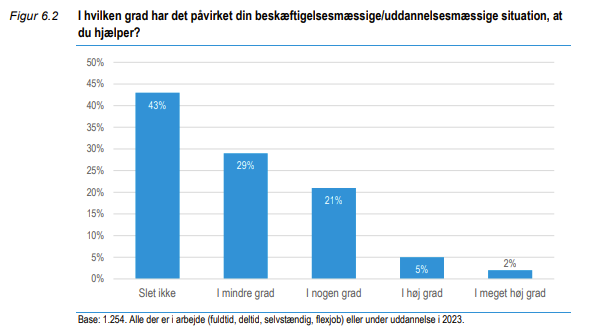 Figur 6.2
I hvilken grad har det påvirket din beskæftigelsesmæssige/uddannelsesmæssige situation, at
du hjælper?
50%
45%
40%
35%
30%
25%
20%
15%
10%
5%
0%
43%
29%
21%
5%
2%
Slet ikke
I mindre grad
I nogen grad
I høj grad
I meget høj grad
Base: 1.254. Alle der er i arbejde (fuldtid, deltid, selvstændig, flexjob) eller under uddannelse i 2023.